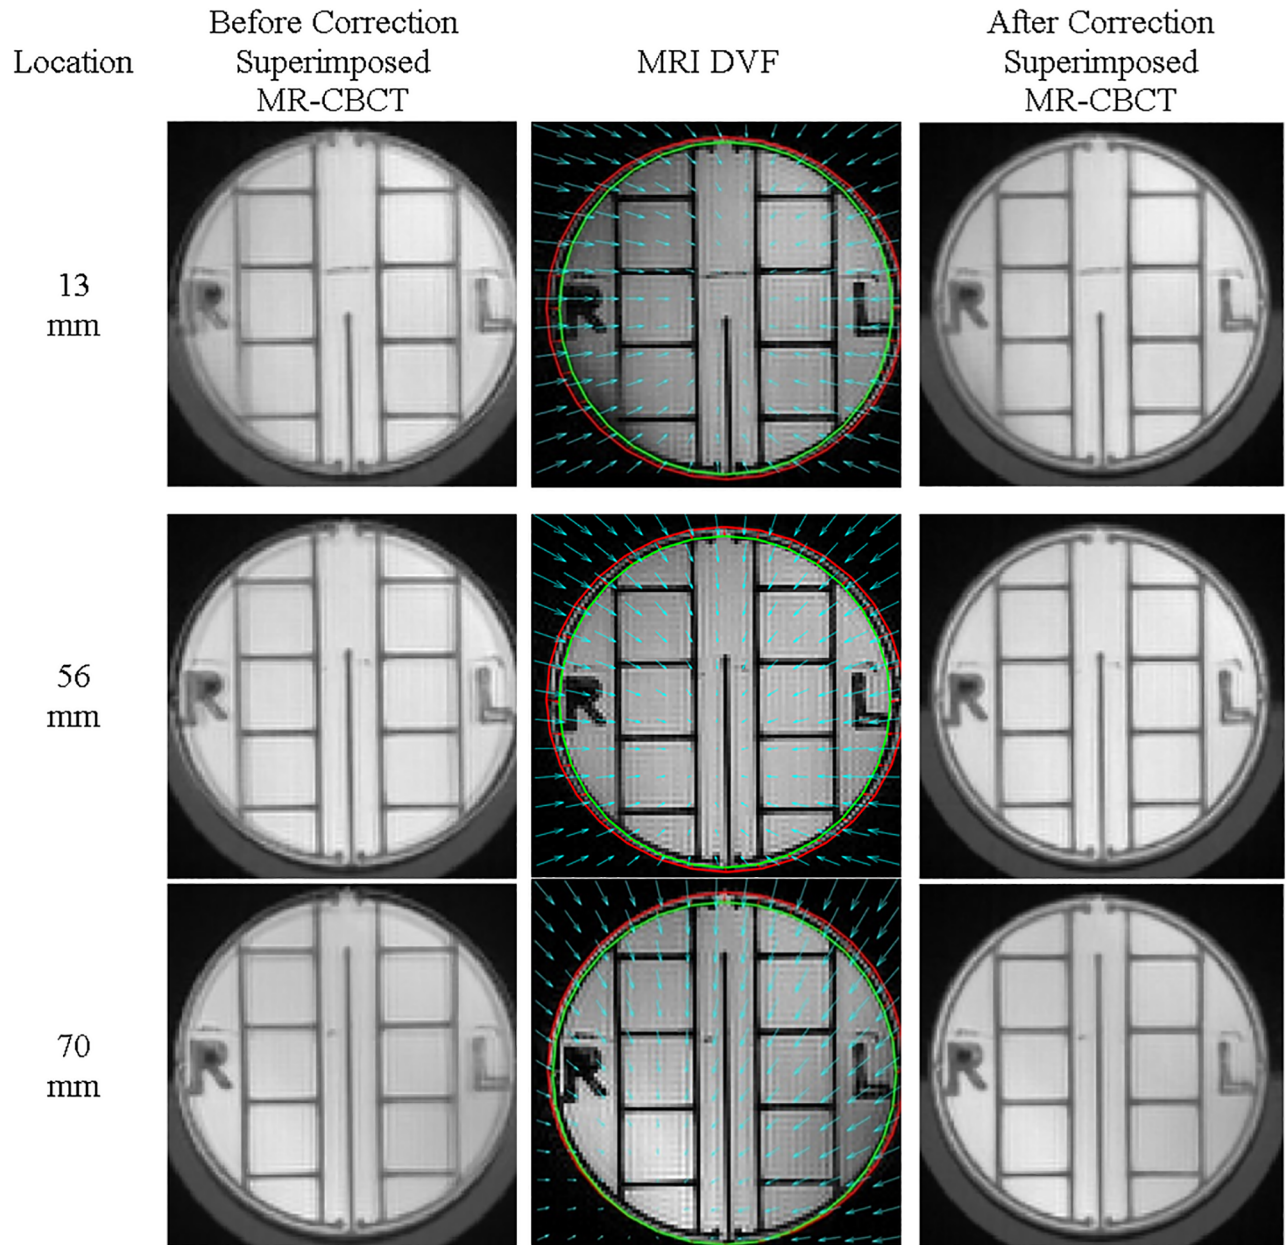 Location
Before Correction
Superimposed
MR-CBCT
MRI DVF
After Correction
Superimposed
MR-CBCT
13
mm
R
L
R
L
R
L
56
mm
R
L
R
L
R
L
70
mm
R
L
R
L
R
L